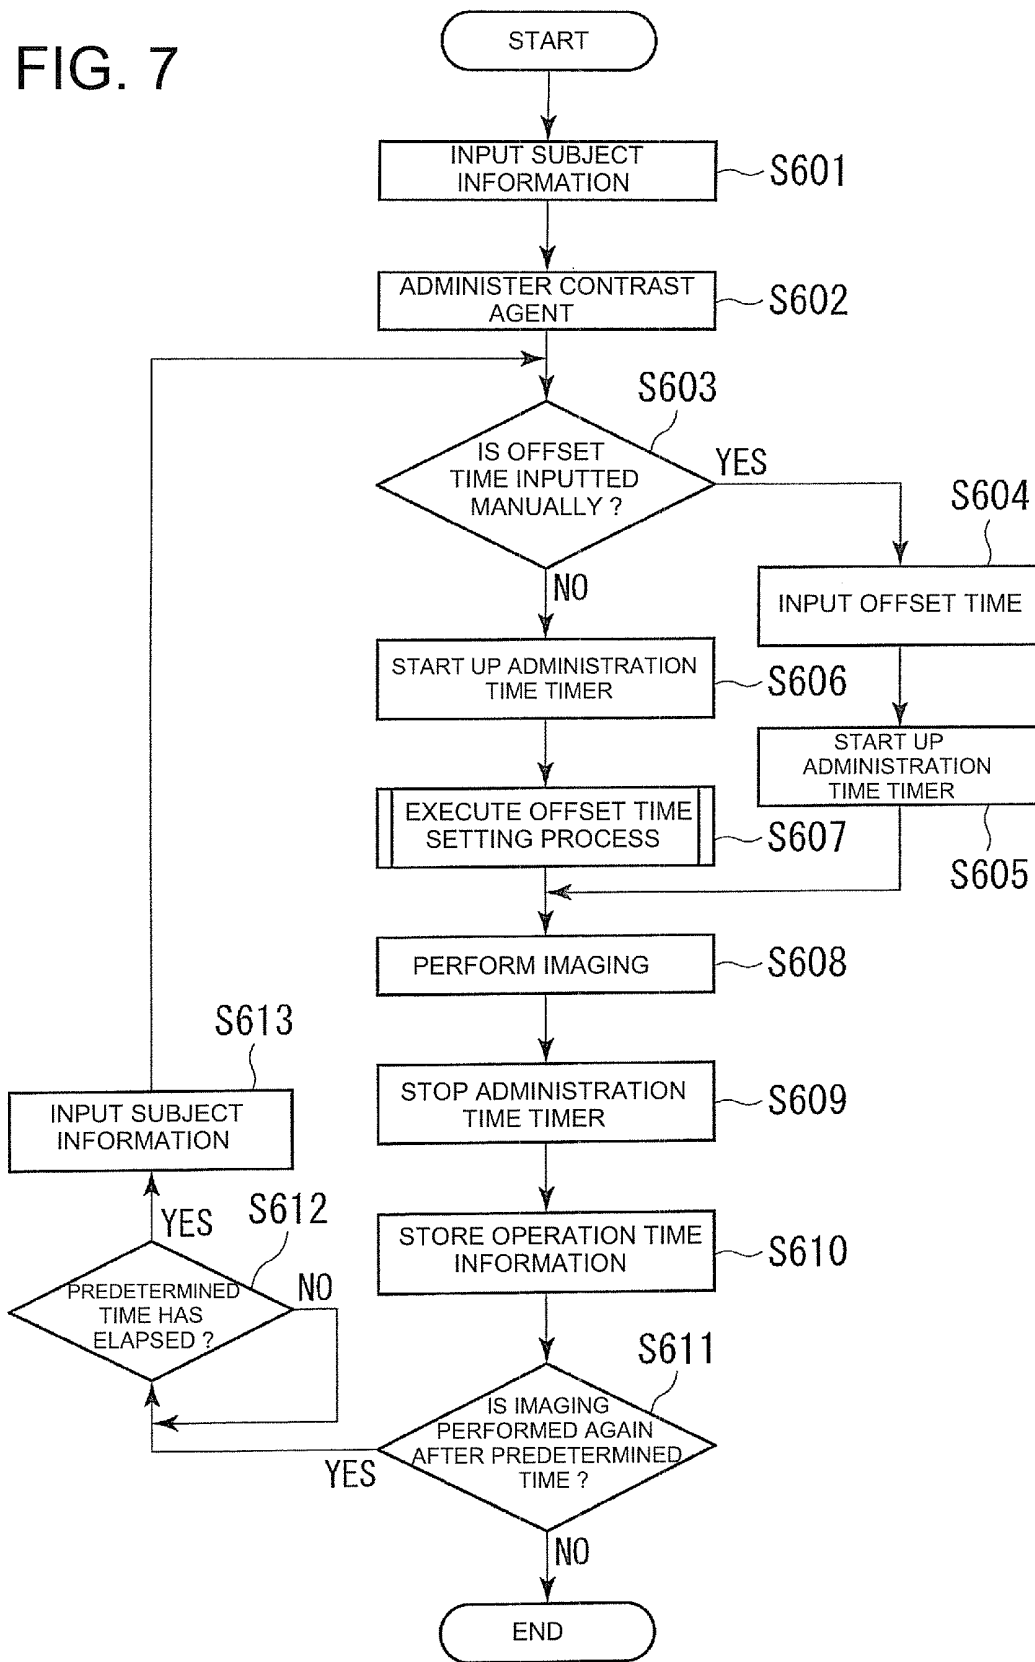 FIG. 7
START
INPUT SUBJECT
INFORMATION
S601
ADMINISTER CONTRAST
AGENT
S602
S603
IS OFFSET
TIME INPUTTED
MANUALLY ?
YES
NO
S604
INPUT OFFSET TIME
START UP
ADMINISTRATION
TIME TIMER
S605
START UP ADMINISTRATION
TIME TIMER
S606
EXECUTE OFFSET TIME
SETTING PROCESS
S607
PERFORM IMAGING
S608
STOP ADMINISTRATION
TIME TIMER
S609
STORE OPERATION TIME
INFORMATION
S610
S611
IS IMAGING
PERFORMED AGAIN
AFTER PREDETERMINED
TIME ?
YES
NO
S612
PREDETERMINED
TIME HAS
ELAPSED ?
YES
NO
S613
INPUT SUBJECT
INFORMATION
END